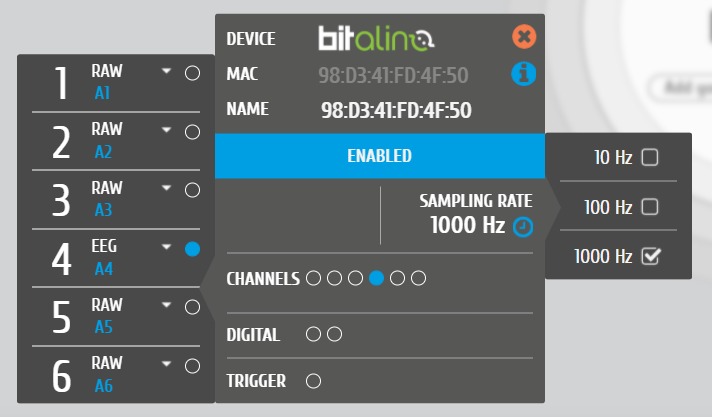 1 RAW
A1
2 RAW
A2
3 RAW
A3
4 EEG
A4
5 RAW
A5
6 RAW
A6
DEVICE bitalino
MAC 98:D3:41:FD:4F:50
NAME 98:D3:41:FD:4F:50
ENABLED
SAMPLING RATE
1000 Hz
CHANNELS
DIGITAL
TRIGGER
10 Hz
100 Hz
1000 Hz
Add